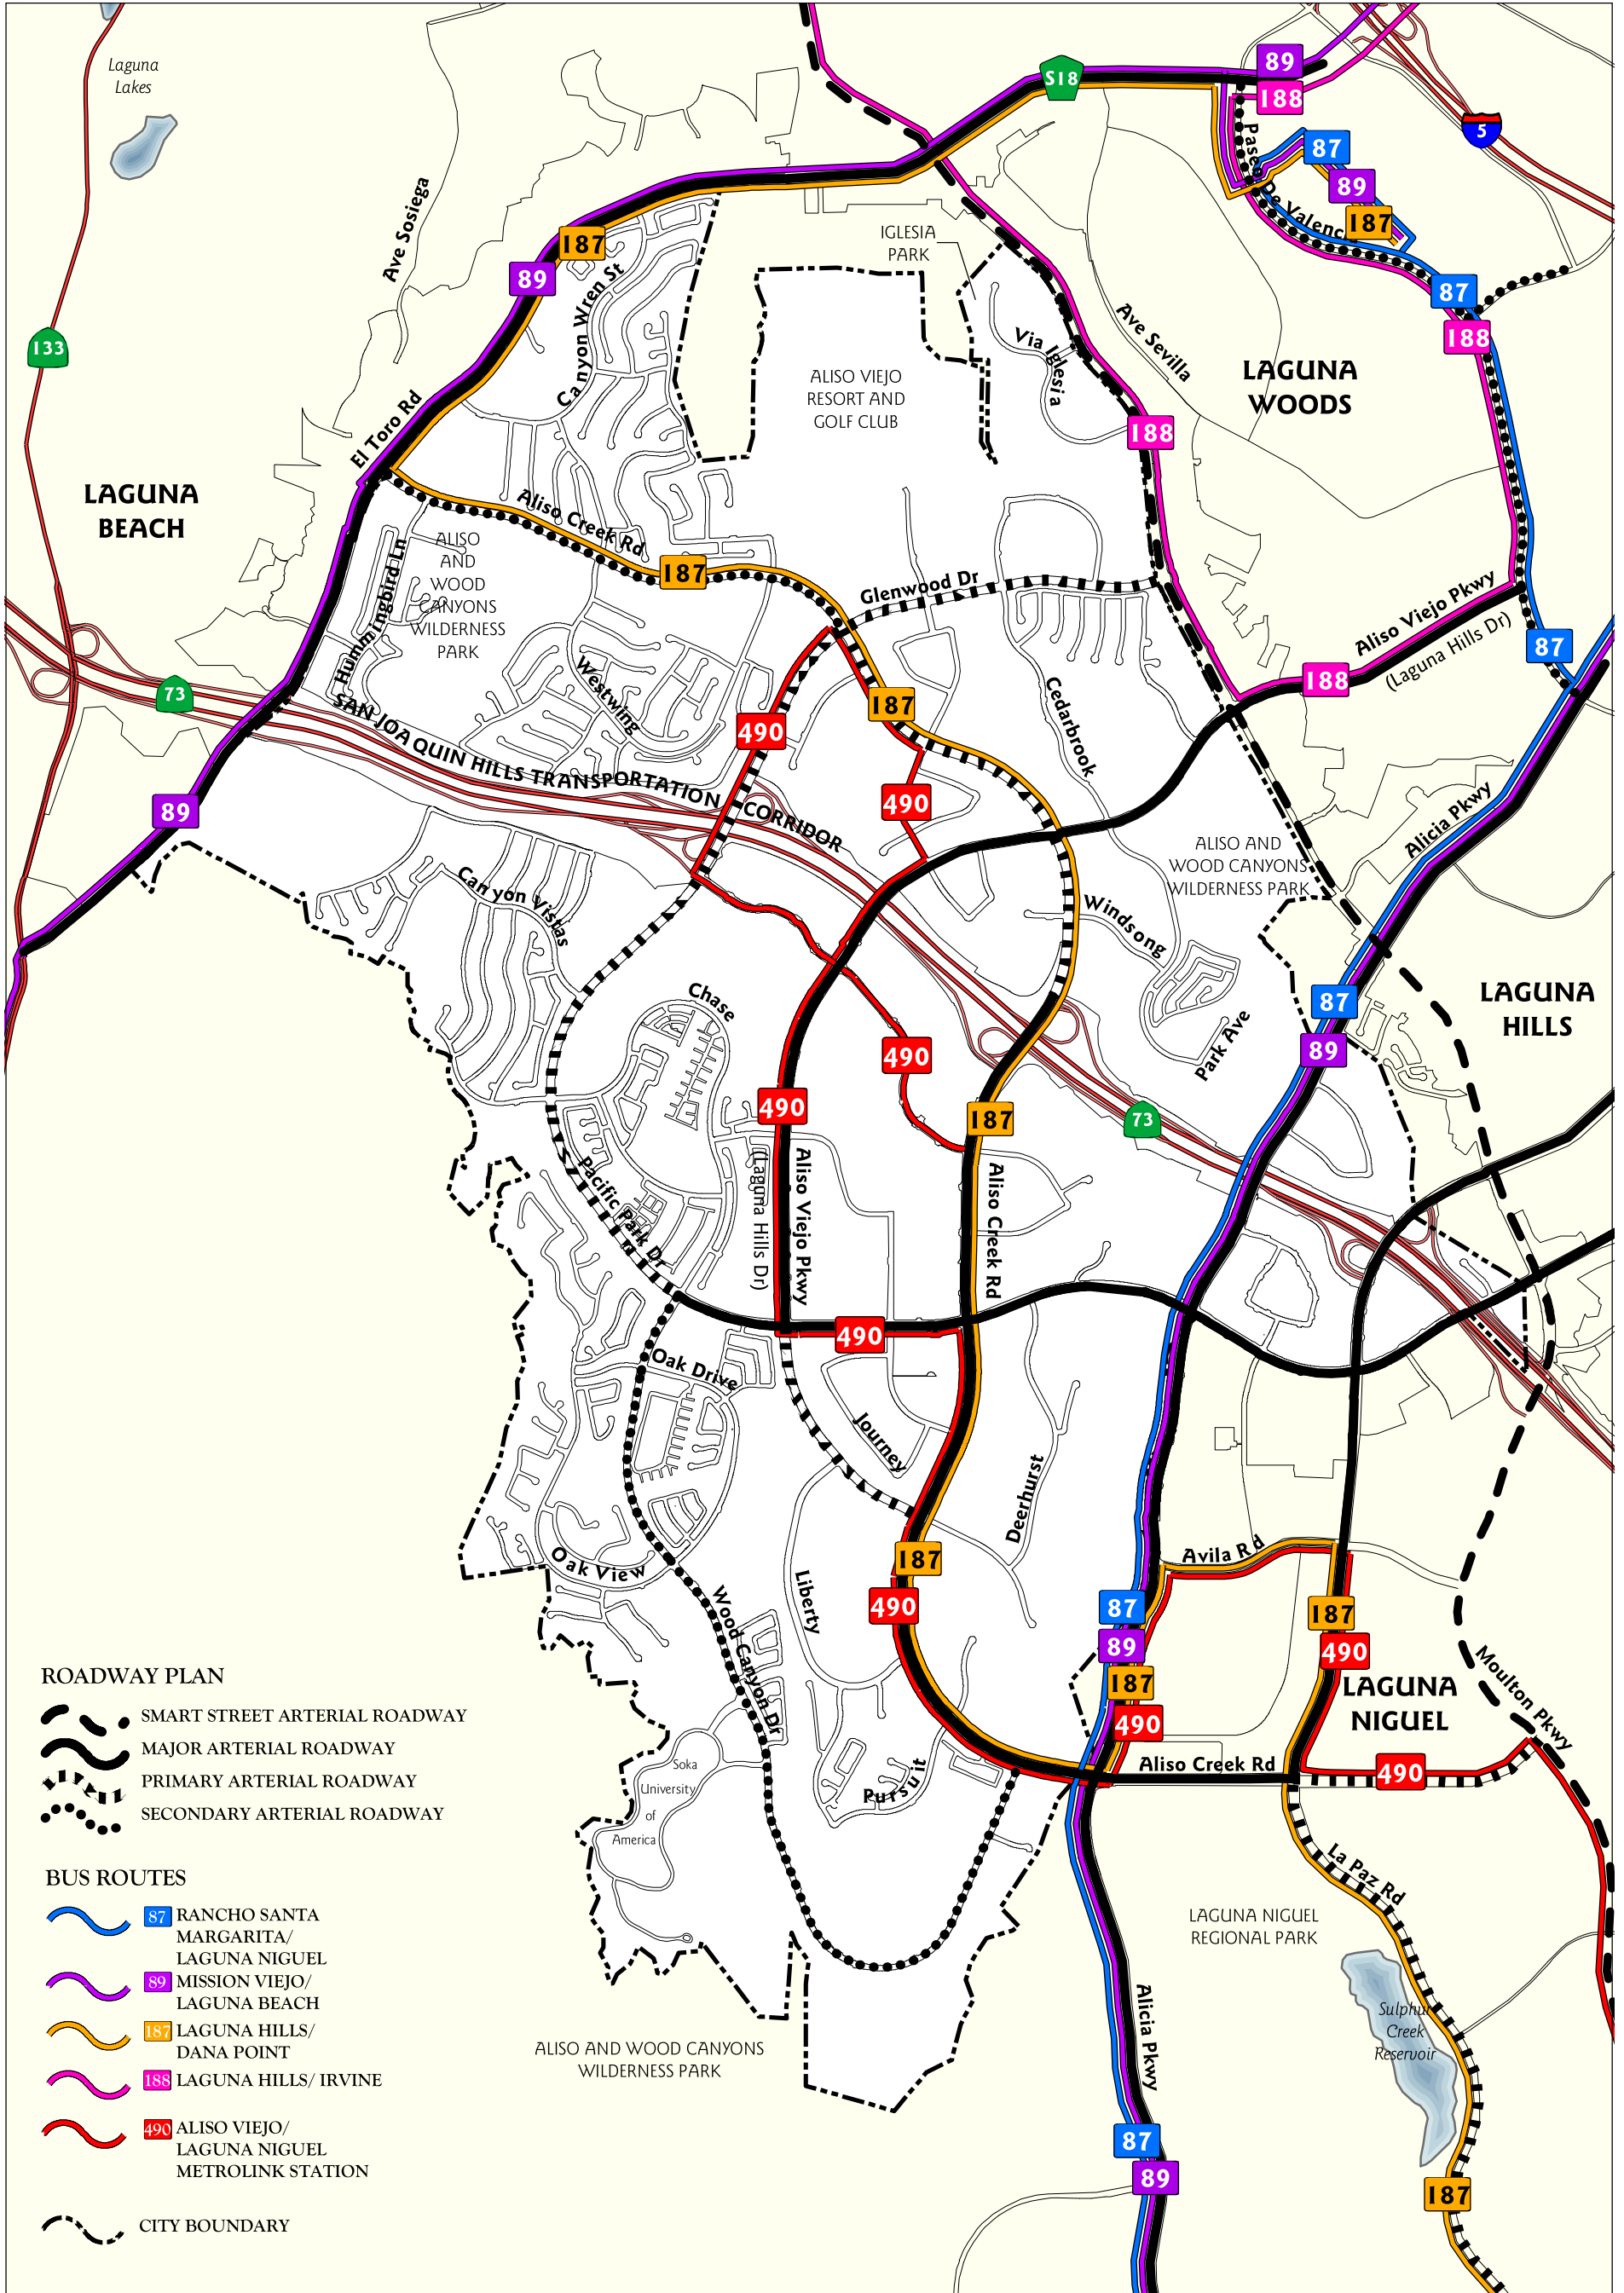 Laguna
Lakes
S18
89
188
5
Paseo De Valencia
87
89
187
Ave Sosiega
187
89
IGLESIA
PARK
Canyon Wren St
87
188
133
Via Iglesia
Ave Sevilla
LAGUNA
WOODS
ALISO VIEJO
RESORT AND
GOLF CLUB
188
El Toro Rd
LAGUNA
BEACH
Aliso Creek Rd
ALISO
AND
WOOD
CANYONS
WILDERNESS
PARK
Hummingbird Ln
187
Glenwood Dr
Aliso Viejo Pkwy
(Laguna Hills Dr)
87
188
73
Westwing
187
490
Cedarbrook
SAN JOAQUIN HILLS TRANSPORTATION CORRIDOR
490
89
Alicia Pkwy
ALISO AND
WOOD CANYONS
WILDERNESS PARK
Canyon Vistas
Windsong
87
LAGUNA
HILLS
Chase
Park Ave
89
490
490
187
73
Pacific Park Dr
(Laguna Hills Dr)
Aliso Viejo Pkwy
Aliso Creek Rd
490
Oak Drive
Journey
Deerhurst
Avila Rd
Oak View
187
490
Liberty
Wood Canyon Dr
87
89
187
490
187
490
LAGUNA
NIGUEL
Moulton Pkwy
Aliso Creek Rd
490
Soka
University
of
America
Pursuit
La Paz Rd
LAGUNA NIGUEL
REGIONAL PARK
Sulphur
Creek
Reservoir
Alicia Pkwy
ALISO AND WOOD CANYONS
WILDERNESS PARK
87
89
187
ROADWAY PLAN
SMART STREET ARTERIAL ROADWAY
MAJOR ARTERIAL ROADWAY
PRIMARY ARTERIAL ROADWAY
SECONDARY ARTERIAL ROADWAY
BUS ROUTES
87 RANCHO SANTA
MARGARITA/
LAGUNA NIGUEL
89 MISSION VIEJO/
LAGUNA BEACH
187 LAGUNA HILLS/
DANA POINT
188 LAGUNA HILLS/ IRVINE
490 ALISO VIEJO/
LAGUNA NIGUEL
METROLINK STATION
CITY BOUNDARY